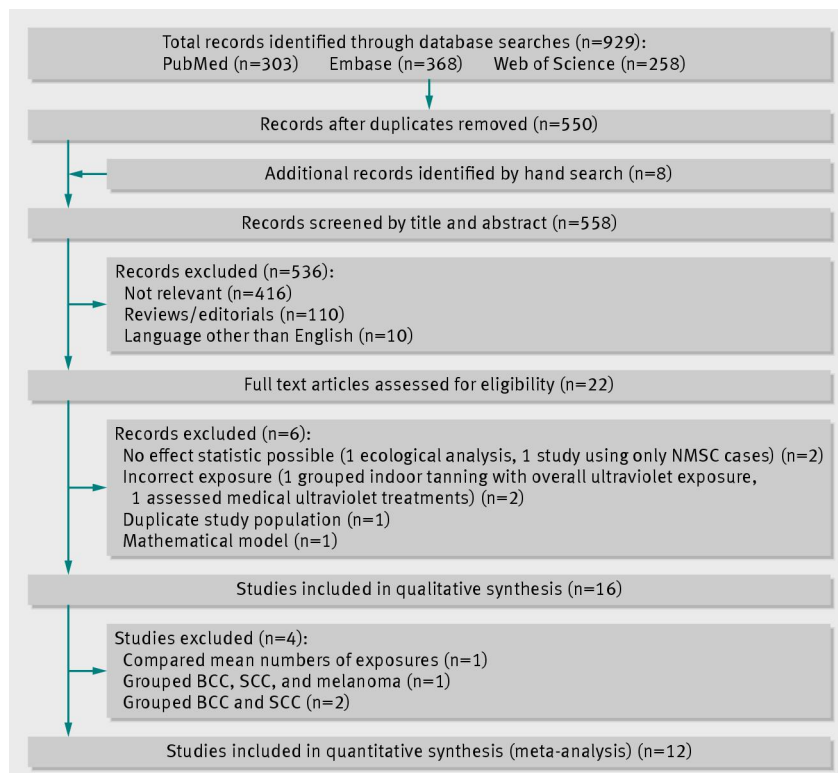 Total records identified through database searches (n=929):
PubMed (n=303) Embase (n=368) Web of Science (n=258)
Records after duplicates removed (n=550)
Additional records identified by hand search (n=8)
Records screened by title and abstract (n=558)
Records excluded (n=536):
Not relevant (n=416)
Reviews/editorials (n=110)
Language other than English (n=10)
Full text articles assessed for eligibility (n=22)
Records excluded (n=6):
No effect statistic possible (1 ecological analysis, 1 study using only NMSC cases) (n=2)
Incorrect exposure (1 grouped indoor tanning with overall ultraviolet exposure,
1 assessed medical ultraviolet treatments) (n=2)
Duplicate study population (n=1)
Mathematical model (n=1)
Studies included in qualitative synthesis (n=16)
Studies excluded (n=4):
Compared mean numbers of exposures (n=1)
Grouped BCC, SCC, and melanoma (n=1)
Grouped BCC and SCC (n=2)
Studies included in quantitative synthesis (meta-analysis) (n=12)